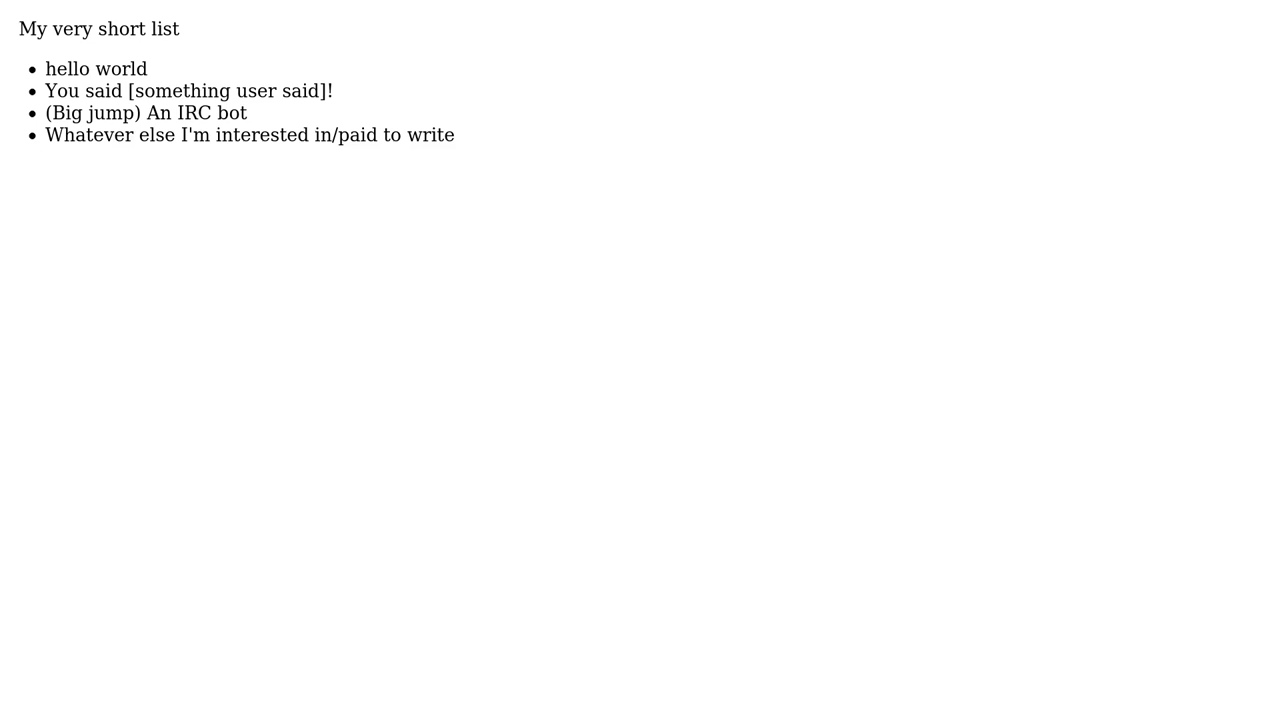 My very short list
• hello world
• You said [something user said]!
• (Big jump) An IRC bot
• Whatever else I'm interested in/paid to write